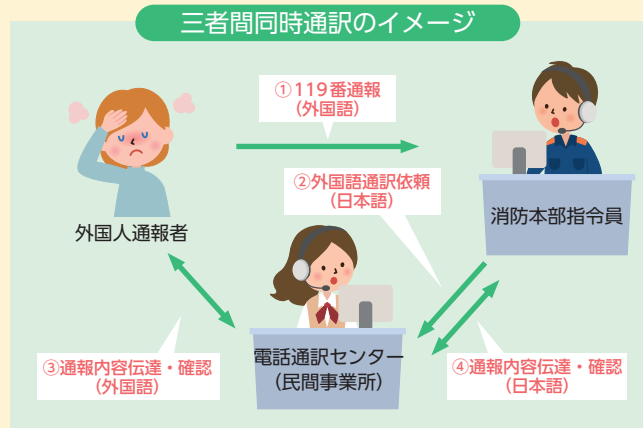 三者間同時通訳のイメージ
①119番通報
（外国語）
②外国語通訳依頼
（日本語）
外国人通報者
消防本部指令員
電話通訳センター
（民間事業所）
③通報内容伝達・確認
（外国語）
④通報内容伝達・確認
（日本語）